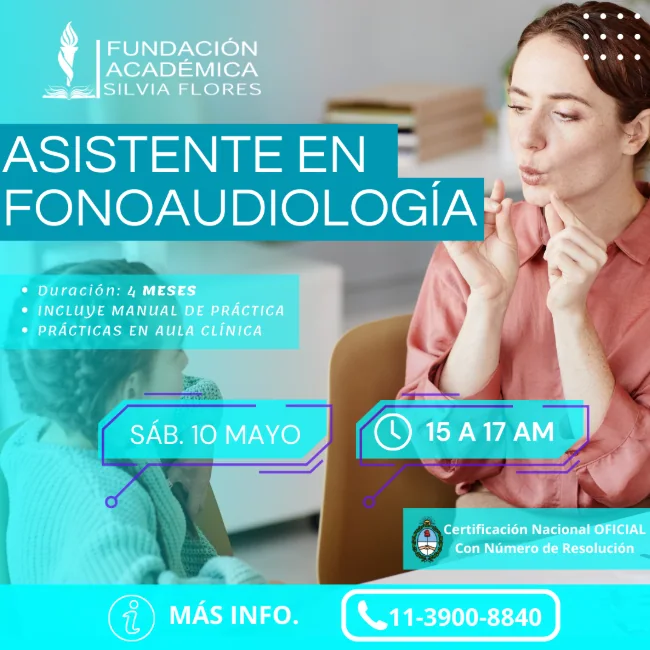 FUNDACIÓN
ACADÉMICA
SILVIA FLORES
ASISTENTE EN
FONOAUDIOLOGÍA
• Duración: 4 MESES
• INCLUYE MANUAL DE PRÁCTICA
• PRÁCTICAS EN AULA CLÍNICA
SÁB. 10 MAYO
15 A 17 AM
Certificación Nacional OFICIAL
Con Número de Resolución
MÁS INFO.
11-3900-8840